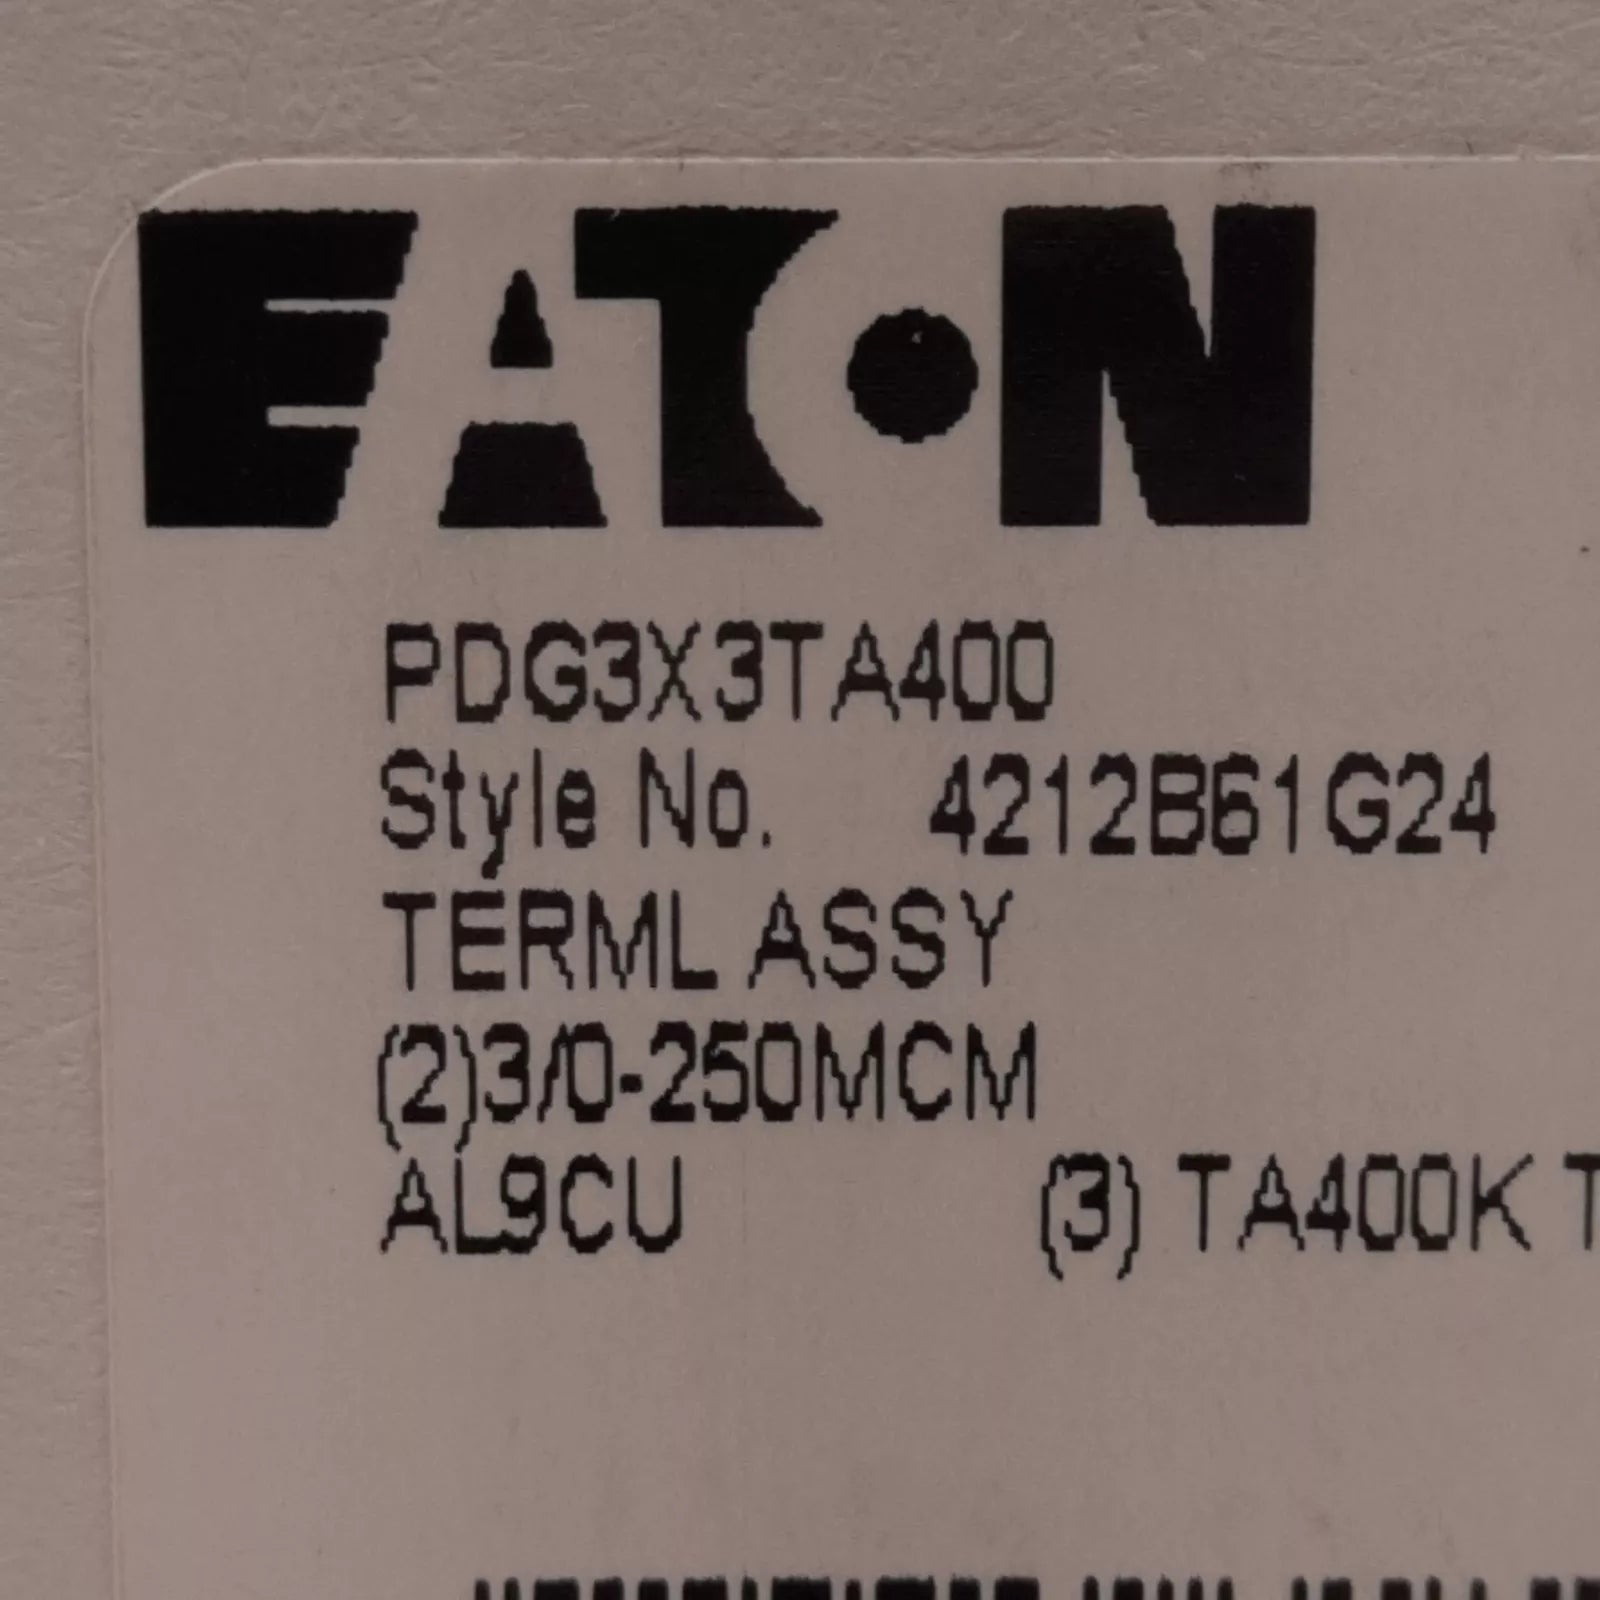 EATON
PDG3X3TA400
Style No. 4212B61G24
TERML ASSY
(2)3/0-250MCM
AL9CU (3) TA400K T